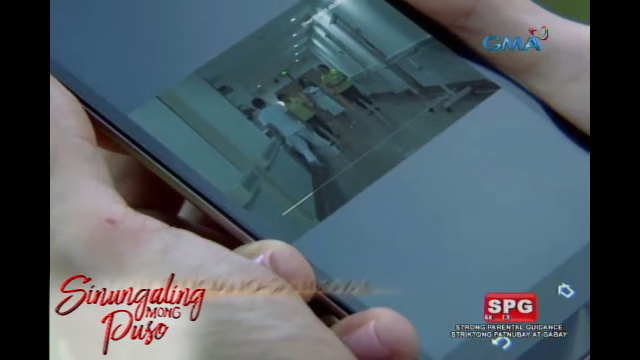 GMA
Sinungaling
MONG
Puso
SPG
STRONG PARENTAL GUIDANCE
STRIKTONG PATNUBAY AT GABAY